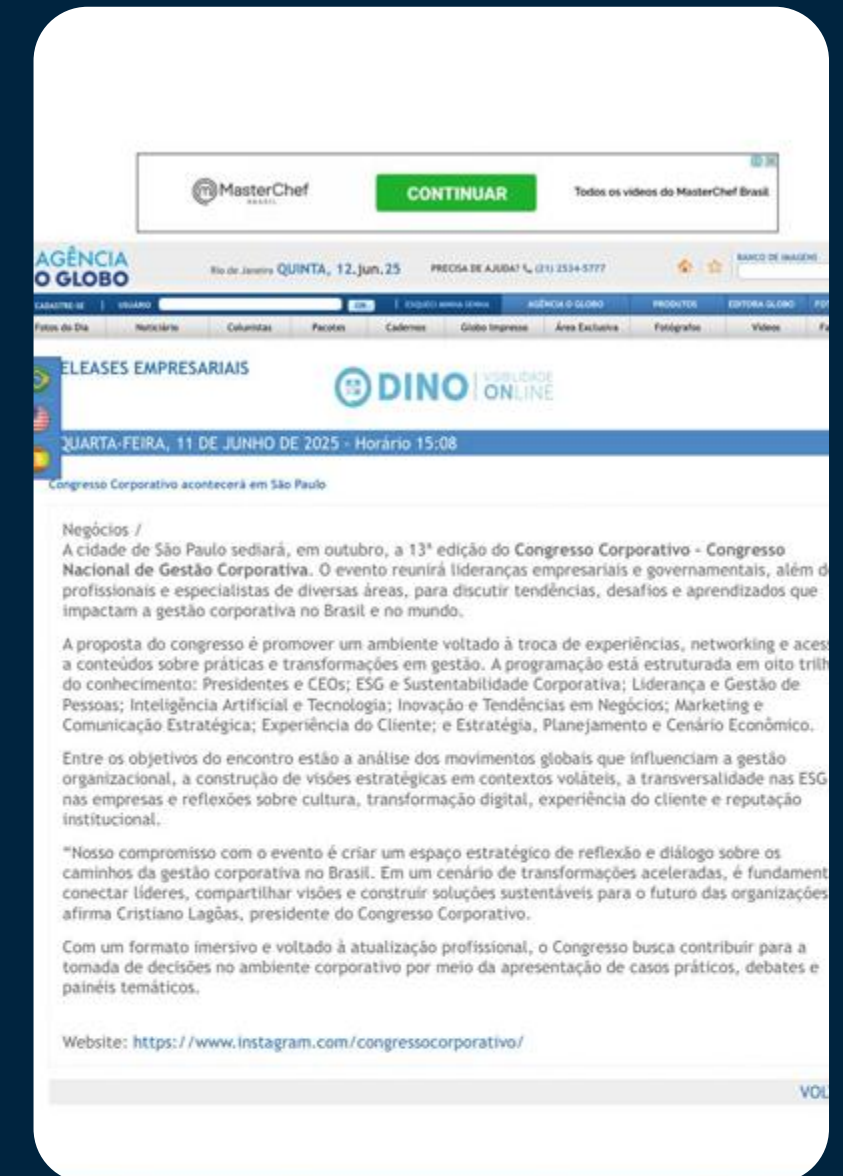 MasterChef
BRASIL
CONTINUAR
Todos os vídeos do MasterChef Brasil
AGÊNCIA
O GLOBO
Rio de Janeiro QUINTA, 12.Jun.25
PRECISA DE AJUDA? (21) 2534-5777
BANCO DE IMAGENS
CADASTRE-SE | USUÁRIO OK | ESQUECI MINHA SENHA AGÊNCIA O GLOBO PRODUTOS EDITORA GLOBO
Fotos do Dia Noticiário Colunistas Pacotes Cadernos Globo Impresso Área Exclusiva Fotógrafos Vídeos
ELEASES EMPRESARIAIS
DINO VISIBILIDADE
ONLINE
QUARTA-FEIRA, 11 DE JUNHO DE 2025 - Horário 15:08
Congresso Corporativo acontecerá em São Paulo
Negócios /
A cidade de São Paulo sediará, em outubro, a 13ª edição do Congresso Corporativo - Congresso
Nacional de Gestão Corporativa. O evento reunirá lideranças empresariais e governamentais, além d
profissionais e especialistas de diversas áreas, para discutir tendências, desafios e aprendizados que
impactam a gestão corporativa no Brasil e no mundo.
A proposta do congresso é promover um ambiente voltado à troca de experiências, networking e aces
a conteúdos sobre práticas e transformações em gestão. A programação está estruturada em oito trilh
do conhecimento: Presidentes e CEOs; ESG e Sustentabilidade Corporativa; Liderança e Gestão de
Pessoas; Inteligência Artificial e Tecnologia; Inovação e Tendências em Negócios; Marketing e
Comunicação Estratégica; Experiência do Cliente; e Estratégia, Planejamento e Cenário Econômico.
Entre os objetivos do encontro estão a análise dos movimentos globais que influenciam a gestão
organizacional, a construção de visões estratégicas em contextos voláteis, a transversalidade nas ESG
nas empresas e reflexões sobre cultura, transformação digital, experiência do cliente e reputação
institucional.
"Nosso compromisso com o evento é criar um espaço estratégico de reflexão e diálogo sobre os
caminhos da gestão corporativa no Brasil. Em um cenário de transformações aceleradas, é fundament
conectar líderes, compartilhar visões e construir soluções sustentáveis para o futuro das organizações
afirma Cristiano Lagôas, presidente do Congresso Corporativo.
Com um formato imersivo e voltado à atualização profissional, o Congresso busca contribuir para a
tomada de decisões no ambiente corporativo por meio da apresentação de casos práticos, debates e
painéis temáticos.
Website: https://www.instagram.com/congressocorporativo/
VOL